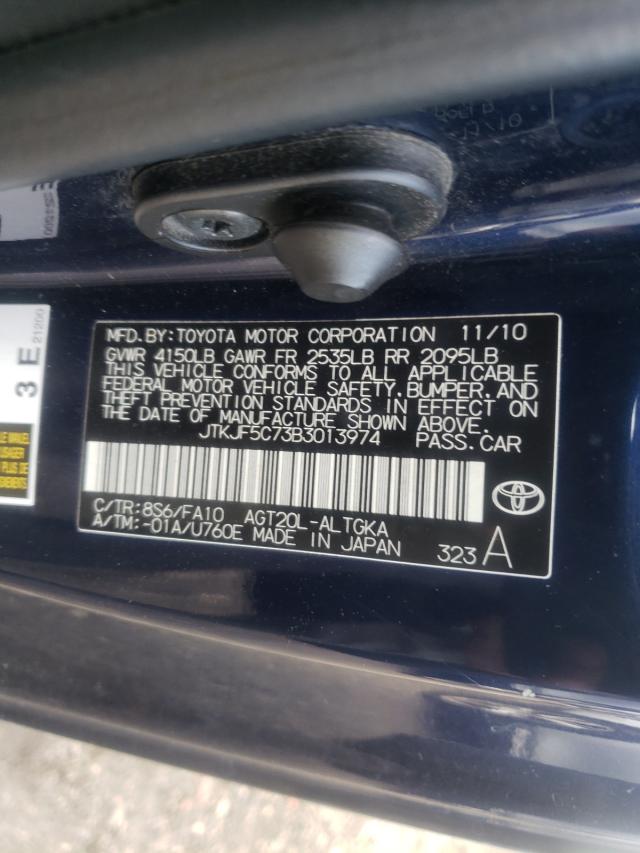 MFD.BY:TOYOTA MOTOR CORPORATION 11/10
GVWR 4150LB GAWR FR 2535LB RR 2095LB
THIS VEHICLE CONFORMS TO ALL APPLICABLE
FEDERAL MOTOR VEHICLE SAFETY,BUMPER,AND
THEFT PREVENTION STANDARDS IN EFFECT ON
THE DATE OF MANUFACTURE SHOWN ABOVE.
JTKJF5C73B3013974 PASS.CAR
C/TR:8S6/FA10 AGT20L-ALTGKA
A/TM:-01A/U760E MADE IN JAPAN 323 A
3 E
21200